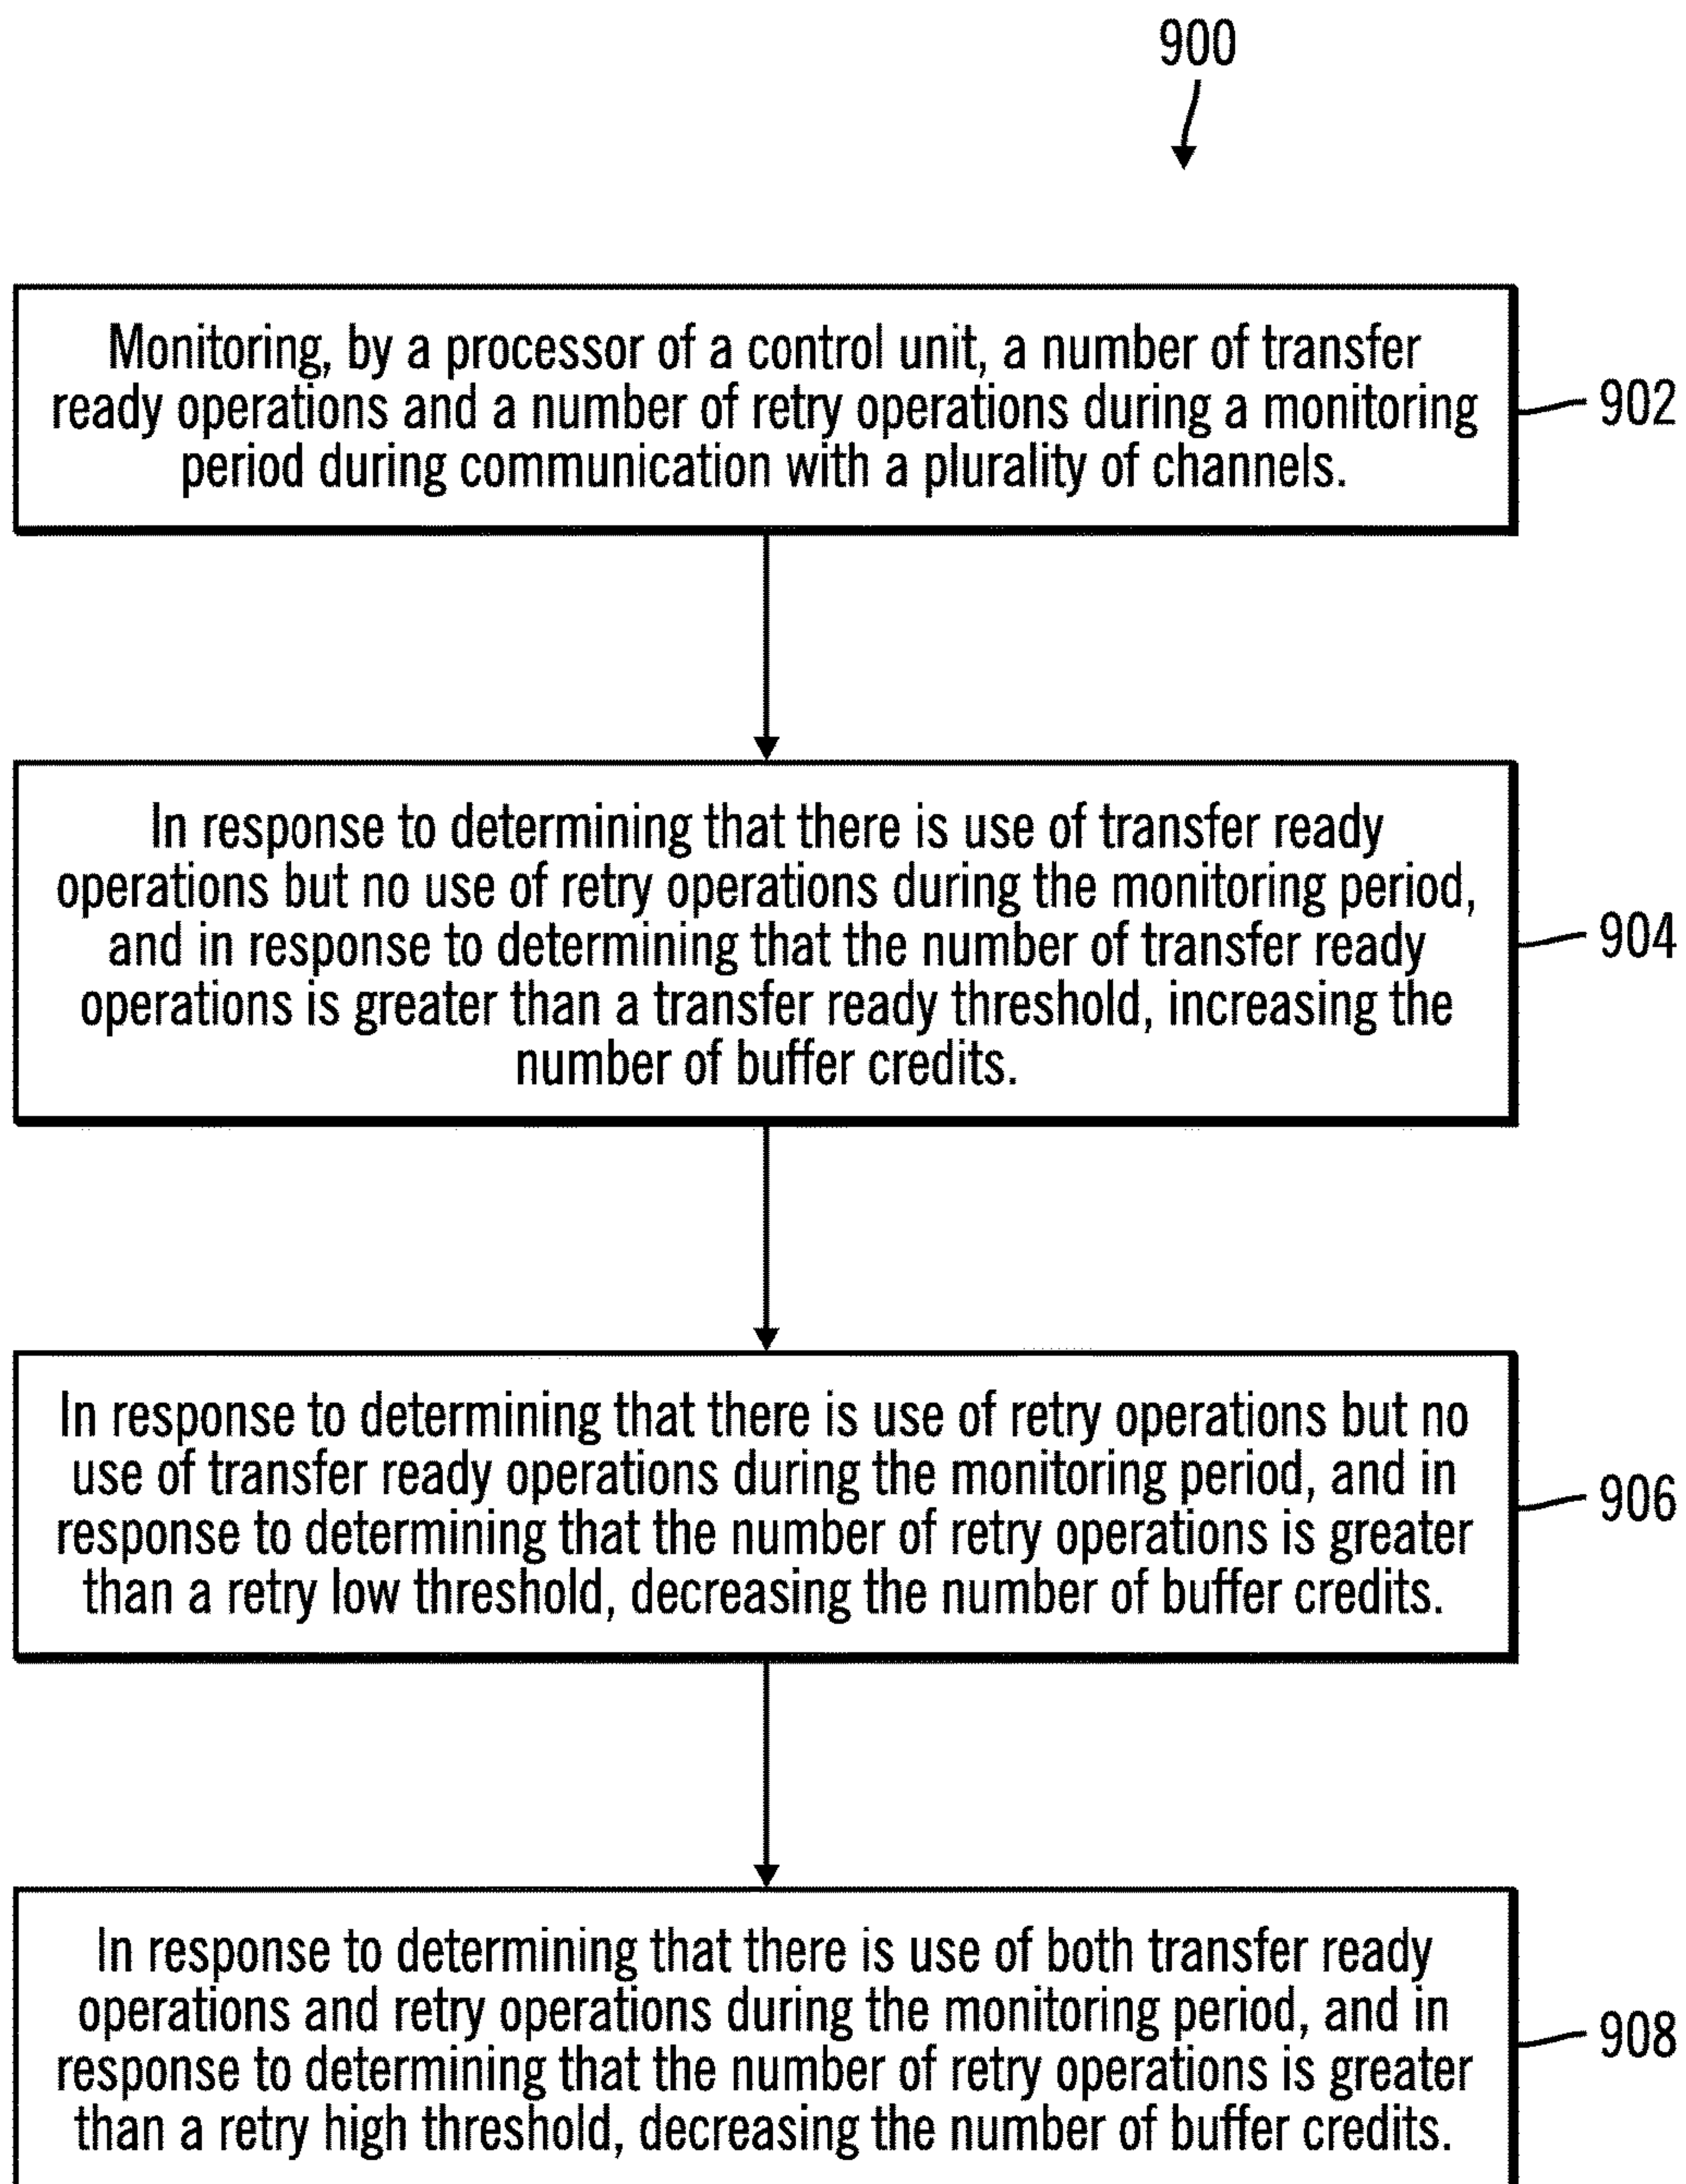 900
Monitoring, by a processor of a control unit, a number of transfer
ready operations and a number of retry operations during a monitoring
period during communication with a plurality of channels.
902
In response to determining that there is use of transfer ready
operations but no use of retry operations during the monitoring period,
and in response to determining that the number of transfer ready
operations is greater than a transfer ready threshold, increasing the
number of buffer credits.
904
In response to determining that there is use of retry operations but no
use of transfer ready operations during the monitoring period, and in
response to determining that the number of retry operations is greater
than a retry low threshold, decreasing the number of buffer credits.
906
In response to determining that there is use of both transfer ready
operations and retry operations during the monitoring period, and in
response to determining that the number of retry operations is greater
than a retry high threshold, decreasing the number of buffer credits.
908